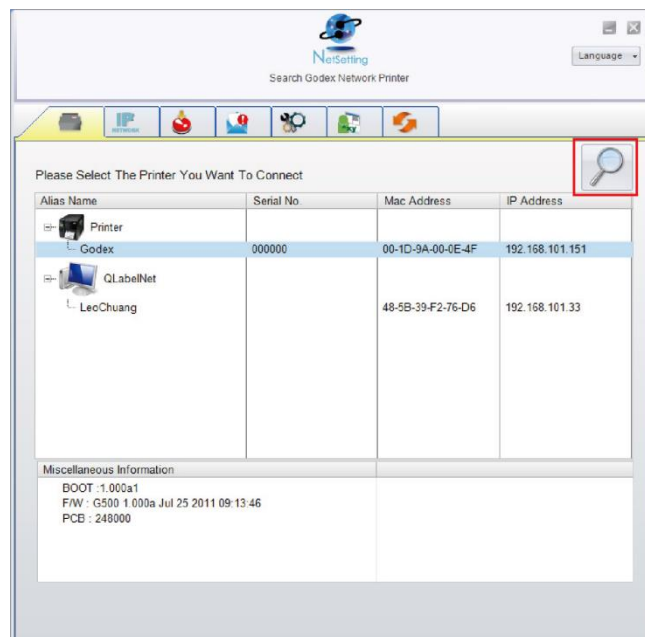 NetSetting
Language
Search Godex Network Printer
IP
NETWORK
Please Select The Printer You Want To Connect
Alias Name Serial No. Mac Address IP Address
Printer
Godex 000000 00-1D-9A-00-0E-4F 192.168.101.151
QLabelNet
LeoChuang 48-5B-39-F2-76-D6 192.168.101.33
Miscellaneous Information
BOOT :1.000a1
F/W : G500 1.000a Jul 25 2011 09:13:46
PCB : 248000